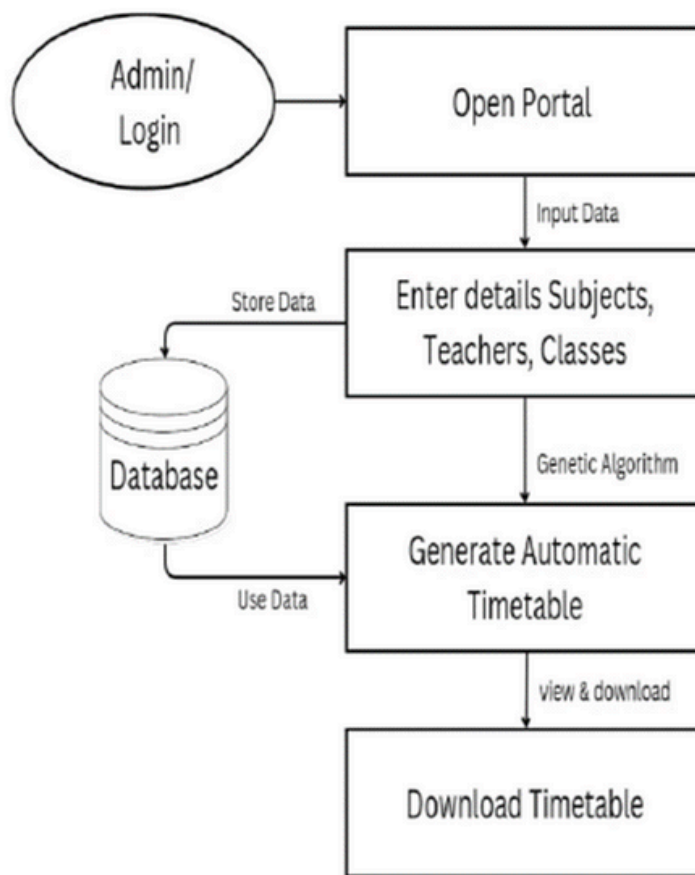 Admin/
Login
Open Portal
Input Data
Enter details Subjects,
Teachers, Classes
Store Data
Database
Genetic Algorithm
Generate Automatic
Timetable
Use Data
view & download
Download Timetable